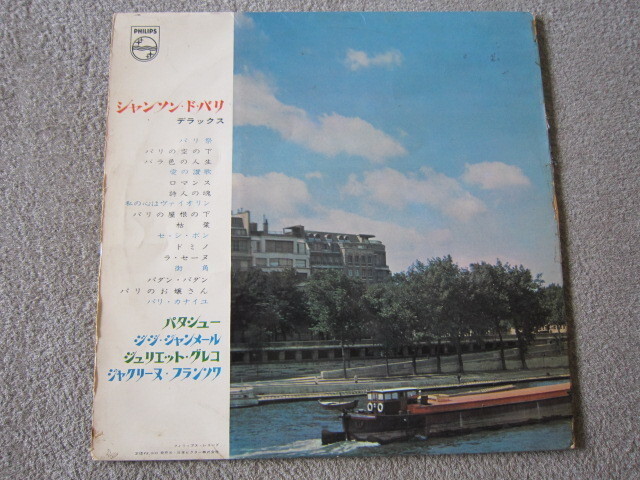 PHILIPS
シャンソン・ド・パリ
デラックス
パリ祭
パリの空の下
バラ色の人生
愛の讃歌
ロマンス
詩人の魂
私の心はヴァイオリン
パリの屋根の下
枯葉
セ・シ・ボン
ドミノ
ラ・セーヌ
街角
パダン・パダン
パリのお嬢さん
パリ・カナイユ
パタシュー
ジジ・ジャンメール
ジュリエット・グレコ
ジャクリーヌ・フランソワ